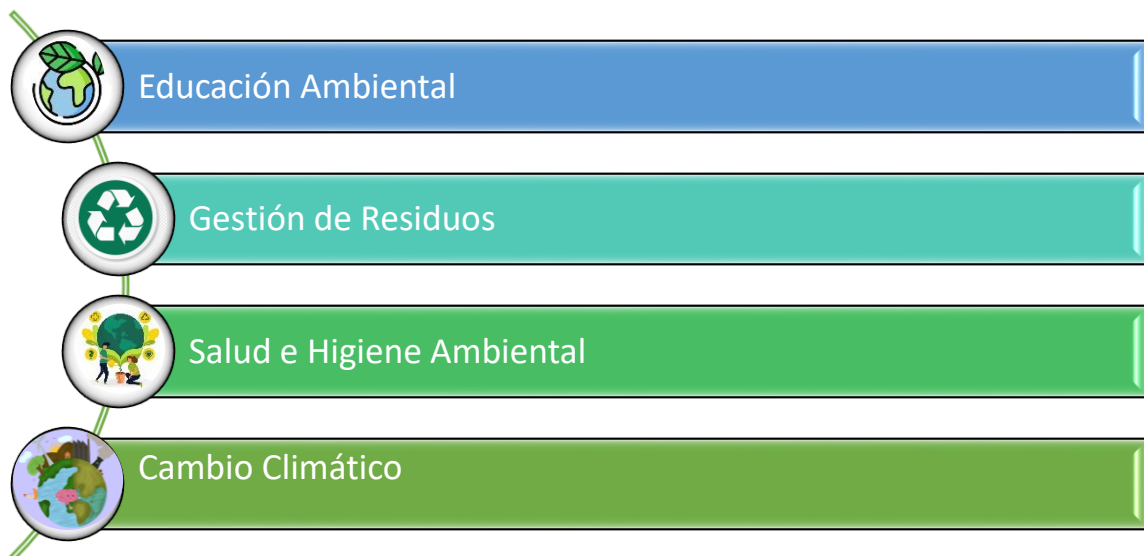 Educación Ambiental
Gestión de Residuos
Salud e Higiene Ambiental
Cambio Climático